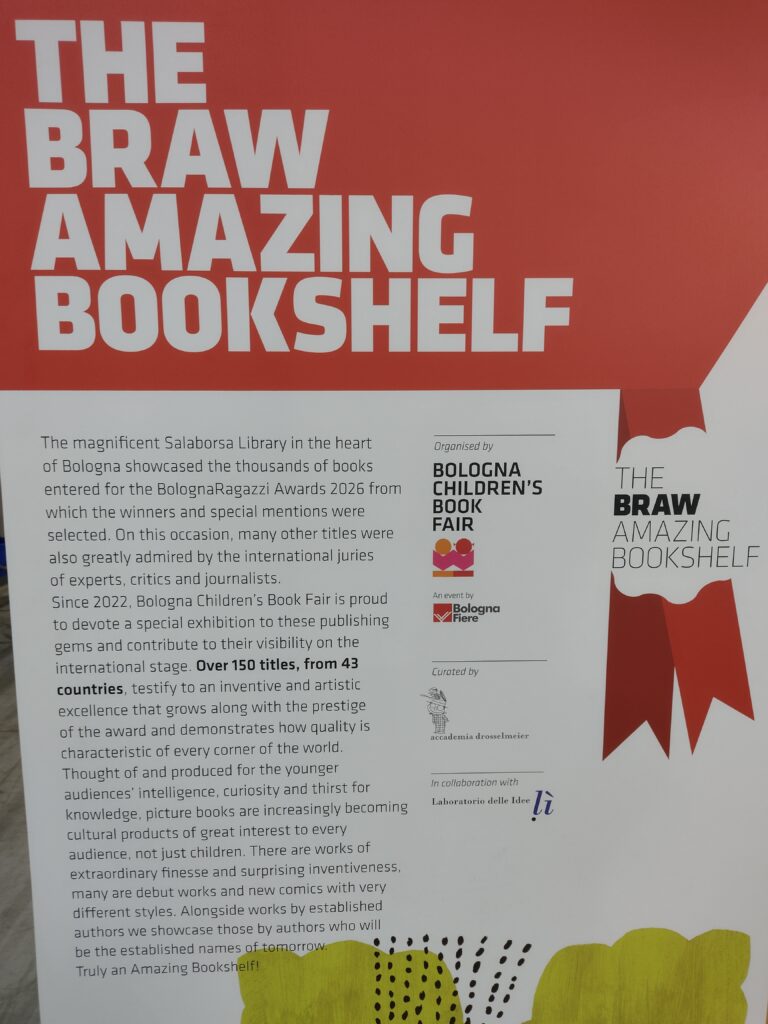 THE
BRAW
AMAZING
BOOKSHELF
The magnificent Salaborsa Library in the heart
of Bologna showcased the thousands of books
entered for the BolognaRagazzi Awards 2026 from
which the winners and special mentions were
selected. On this occasion, many other titles were
also greatly admired by the international juries
of experts, critics and journalists.
Since 2022, Bologna Children's Book Fair is proud
to devote a special exhibition to these publishing
gems and contribute to their visibility on the
international stage. Over 150 titles, from 43
countries, testify to an inventive and artistic
excellence that grows along with the prestige
of the award and demonstrates how quality is
characteristic of every corner of the world.
Thought of and produced for the younger
audiences' intelligence, curiosity and thirst for
knowledge, picture books are increasingly becoming
cultural products of great interest to every
audience, not just children. There are works of
extraordinary finesse and surprising inventiveness,
many are debut works and new comics with very
different styles. Alongside works by established
authors we showcase those by authors who will
be the established names of tomorrow.
Truly an Amazing Bookshelf!
Organised by
BOLOGNA
CHILDREN'S
BOOK
FAIR
An event by
Bologna
Fiere
Curated by
accademia drosselmeier
In collaboration with
Laboratorio delle Idee
lì
THE
BRAW
AMAZING
BOOKSHELF